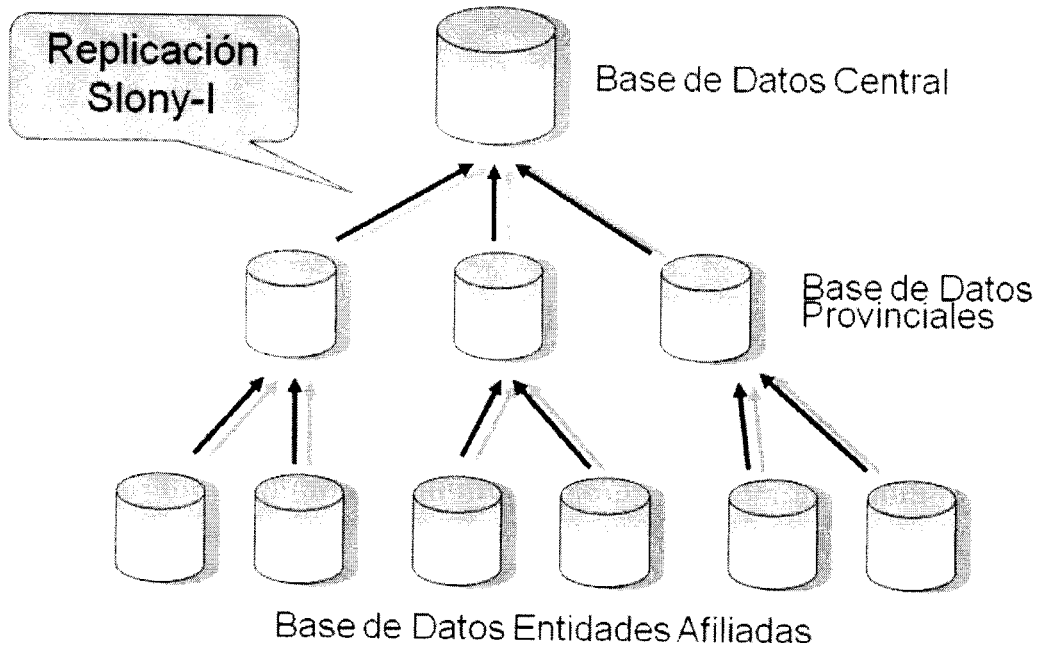 Replicación
Slony-I
Base de Datos Central
Base de Datos
Provinciales
Base de Datos Entidades Afiliadas